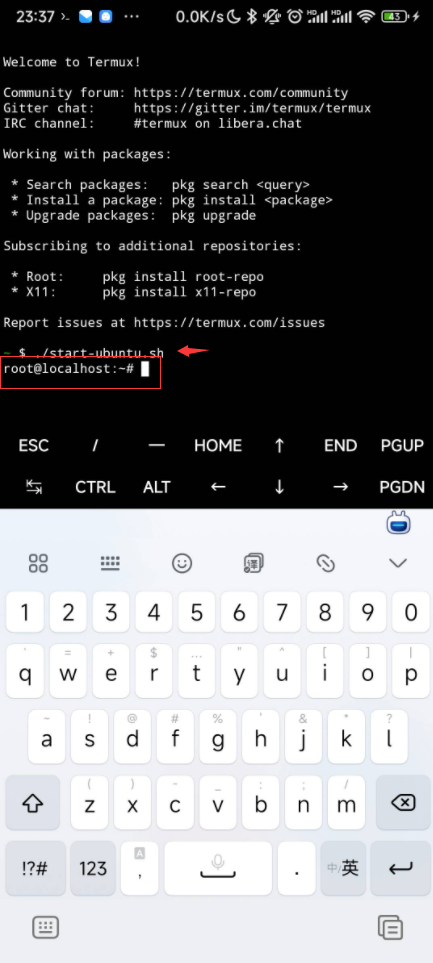 23:37 >_ ... 0.0K/s HD HD 43
Welcome to Termux!
Community forum: https://termux.com/community
Gitter chat: https://gitter.im/termux/termux
IRC channel: #termux on libera.chat
Working with packages:
* Search packages: pkg search <query>
* Install a package: pkg install <package>
* Upgrade packages: pkg upgrade
Subscribing to additional repositories:
* Root: pkg install root-repo
* X11: pkg install x11-repo
Report issues at https://termux.com/issues
~ $ ./start-ubuntu.sh
root@localhost:~#
ESC / — HOME ↑ END PGUP
↹ CTRL ALT ← ↓ → PGDN
译
1 2 3 4 5 6 7 8 9 0
` = + $ ... " ^ [ ] |
q w e r t y u i o p
~ ! @ # % ' & * ?
a s d f g h j k l
( ) - _ : ; /
z x c v b n m
!?# 123 A , . 中/英